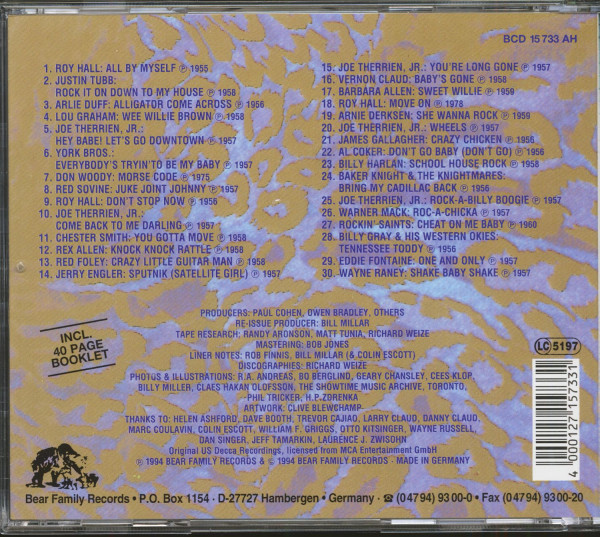 BCD 15 733 AH
1. ROY HALL: ALL BY MYSELF ℗ 1955
2. JUSTIN TUBB:
ROCK IT ON DOWN TO MY HOUSE ℗ 1958
3. ARLIE DUFF: ALLIGATOR COME ACROSS ℗ 1956
4. LOU GRAHAM: WEE WILLIE BROWN ℗ 1958
5. JOE THERRIEN, JR.:
HEY BABE! LET'S GO DOWNTOWN ℗ 1957
6. YORK BROS.:
EVERYBODY'S TRYIN' TO BE MY BABY ℗ 1957
7. DON WOODY: MORSE CODE ℗ 1975
8. RED SOVINE: JUKE JOINT JOHNNY ℗ 1957
9. ROY HALL: DON'T STOP NOW ℗ 1956
10. JOE THERRIEN, JR.:
COME BACK TO ME DARLING ℗ 1957
11. CHESTER SMITH: YOU GOTTA MOVE ℗ 1958
12. REX ALLEN: KNOCK KNOCK RATTLE ℗ 1958
13. RED FOLEY: CRAZY LITTLE GUITAR MAN ℗ 1958
14. JERRY ENGLER: SPUTNIK (SATELLITE GIRL) ℗ 1957
15. JOE THERRIEN, JR.: YOU'RE LONG GONE ℗ 1957
16. VERNON CLAUD: BABY'S GONE ℗ 1958
17. BARBARA ALLEN: SWEET WILLIE ℗ 1959
18. ROY HALL: MOVE ON ℗ 1978
19. ARNIE DERKSEN: SHE WANNA ROCK ℗ 1959
20. JOE THERRIEN, JR.: WHEELS ℗ 1957
21. JAMES GALLAGHER: CRAZY CHICKEN ℗ 1956
22. AL COKER: DON'T GO BABY (DON'T GO) ℗ 1956
23. BILLY HARLAN: SCHOOL HOUSE ROCK ℗ 1958
24. BAKER KNIGHT & THE KNIGHTMARES:
BRING MY CADILLAC BACK ℗ 1956
25. JOE THERRIEN, JR.: ROCK-A-BILLY BOOGIE ℗ 1957
26. WARNER MACK: ROC-A-CHICKA ℗ 1957
27. ROCKIN' SAINTS: CHEAT ON ME BABY ℗ 1960
28. BILLY GRAY & HIS WESTERN OKIES:
TENNESSEE TODDY ℗ 1956
29. EDDIE FONTAINE: ONE AND ONLY ℗ 1957
30. WAYNE RANEY: SHAKE BABY SHAKE ℗ 1957
INCL.
40 PAGE
BOOKLET
PRODUCERS: PAUL COHEN, OWEN BRADLEY, OTHERS
RE-ISSUE PRODUCER: BILL MILLAR
TAPE RESEARCH: RANDY ARONSON, MATT TUNIA, RICHARD WEIZE
MASTERING: BOB JONES
LINER NOTES: ROB FINNIS, BILL MILLAR (& COLIN ESCOTT)
DISCOGRAPHIES: RICHARD WEIZE
PHOTOS & ILLUSTRATIONS: R.A. ANDREAS, BO BERGLIND, GEARY CHANSLEY, CEES KLOP,
BILLY MILLER, CLAES HAKAN OLOFSSON, THE SHOWTIME MUSIC ARCHIVE, TORONTO,
PHIL TRICKER, H.P. ZDRENKA
ARTWORK: CLIVE BLEWCHAMP
THANKS TO: HELEN ASHFORD, DAVE BOOTH, TREVOR CAJIAO, LARRY CLAUD, DANNY CLAUD,
MARC COULAVIN, COLIN ESCOTT, WILLIAM F. GRIGGS, OTTO KITSINGER, WAYNE RUSSELL,
DAN SINGER, JEFF TAMARKIN, LAURENCE J. ZWISOHN
Original US Decca Recordings, licensed from MCA Entertainment GmbH
℗ 1994 BEAR FAMILY RECORDS & © 1994 BEAR FAMILY RECORDS - MADE IN GERMANY
LC 5197
4 000127 157331
Bear Family Records • P.O. Box 1154 • D-27727 Hambergen • Germany • ☎ (0 47 94) 93 00-0 • Fax (0 47 94) 93 00-20